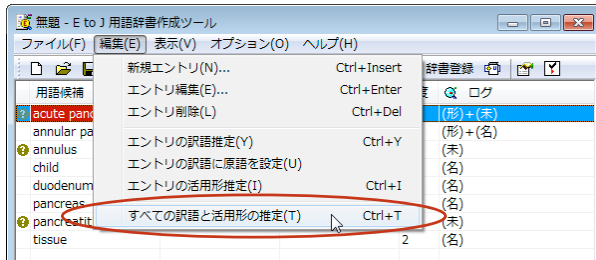 無題 - E to J 用語辞書作成ツール
ファイル(F) 編集(E) 表示(V) オプション(O) ヘルプ(H)
新規エントリ(N)... Ctrl+Insert
エントリ編集(E)... Ctrl+Enter
エントリ削除(L) Ctrl+Del
エントリの訳語推定(Y) Ctrl+Y
エントリの訳語に原語を設定(U)
エントリの活用形推定(I) Ctrl+I
すべての訳語と活用形の推定(T) Ctrl+T
辞書登録
用語候補 度 ログ
acute panc (形)+(未)
annular pa (形)+(名)
annulus (未)
child (名)
duodenum (名)
pancreas (名)
pancreatit (未)
tissue 2 (名)